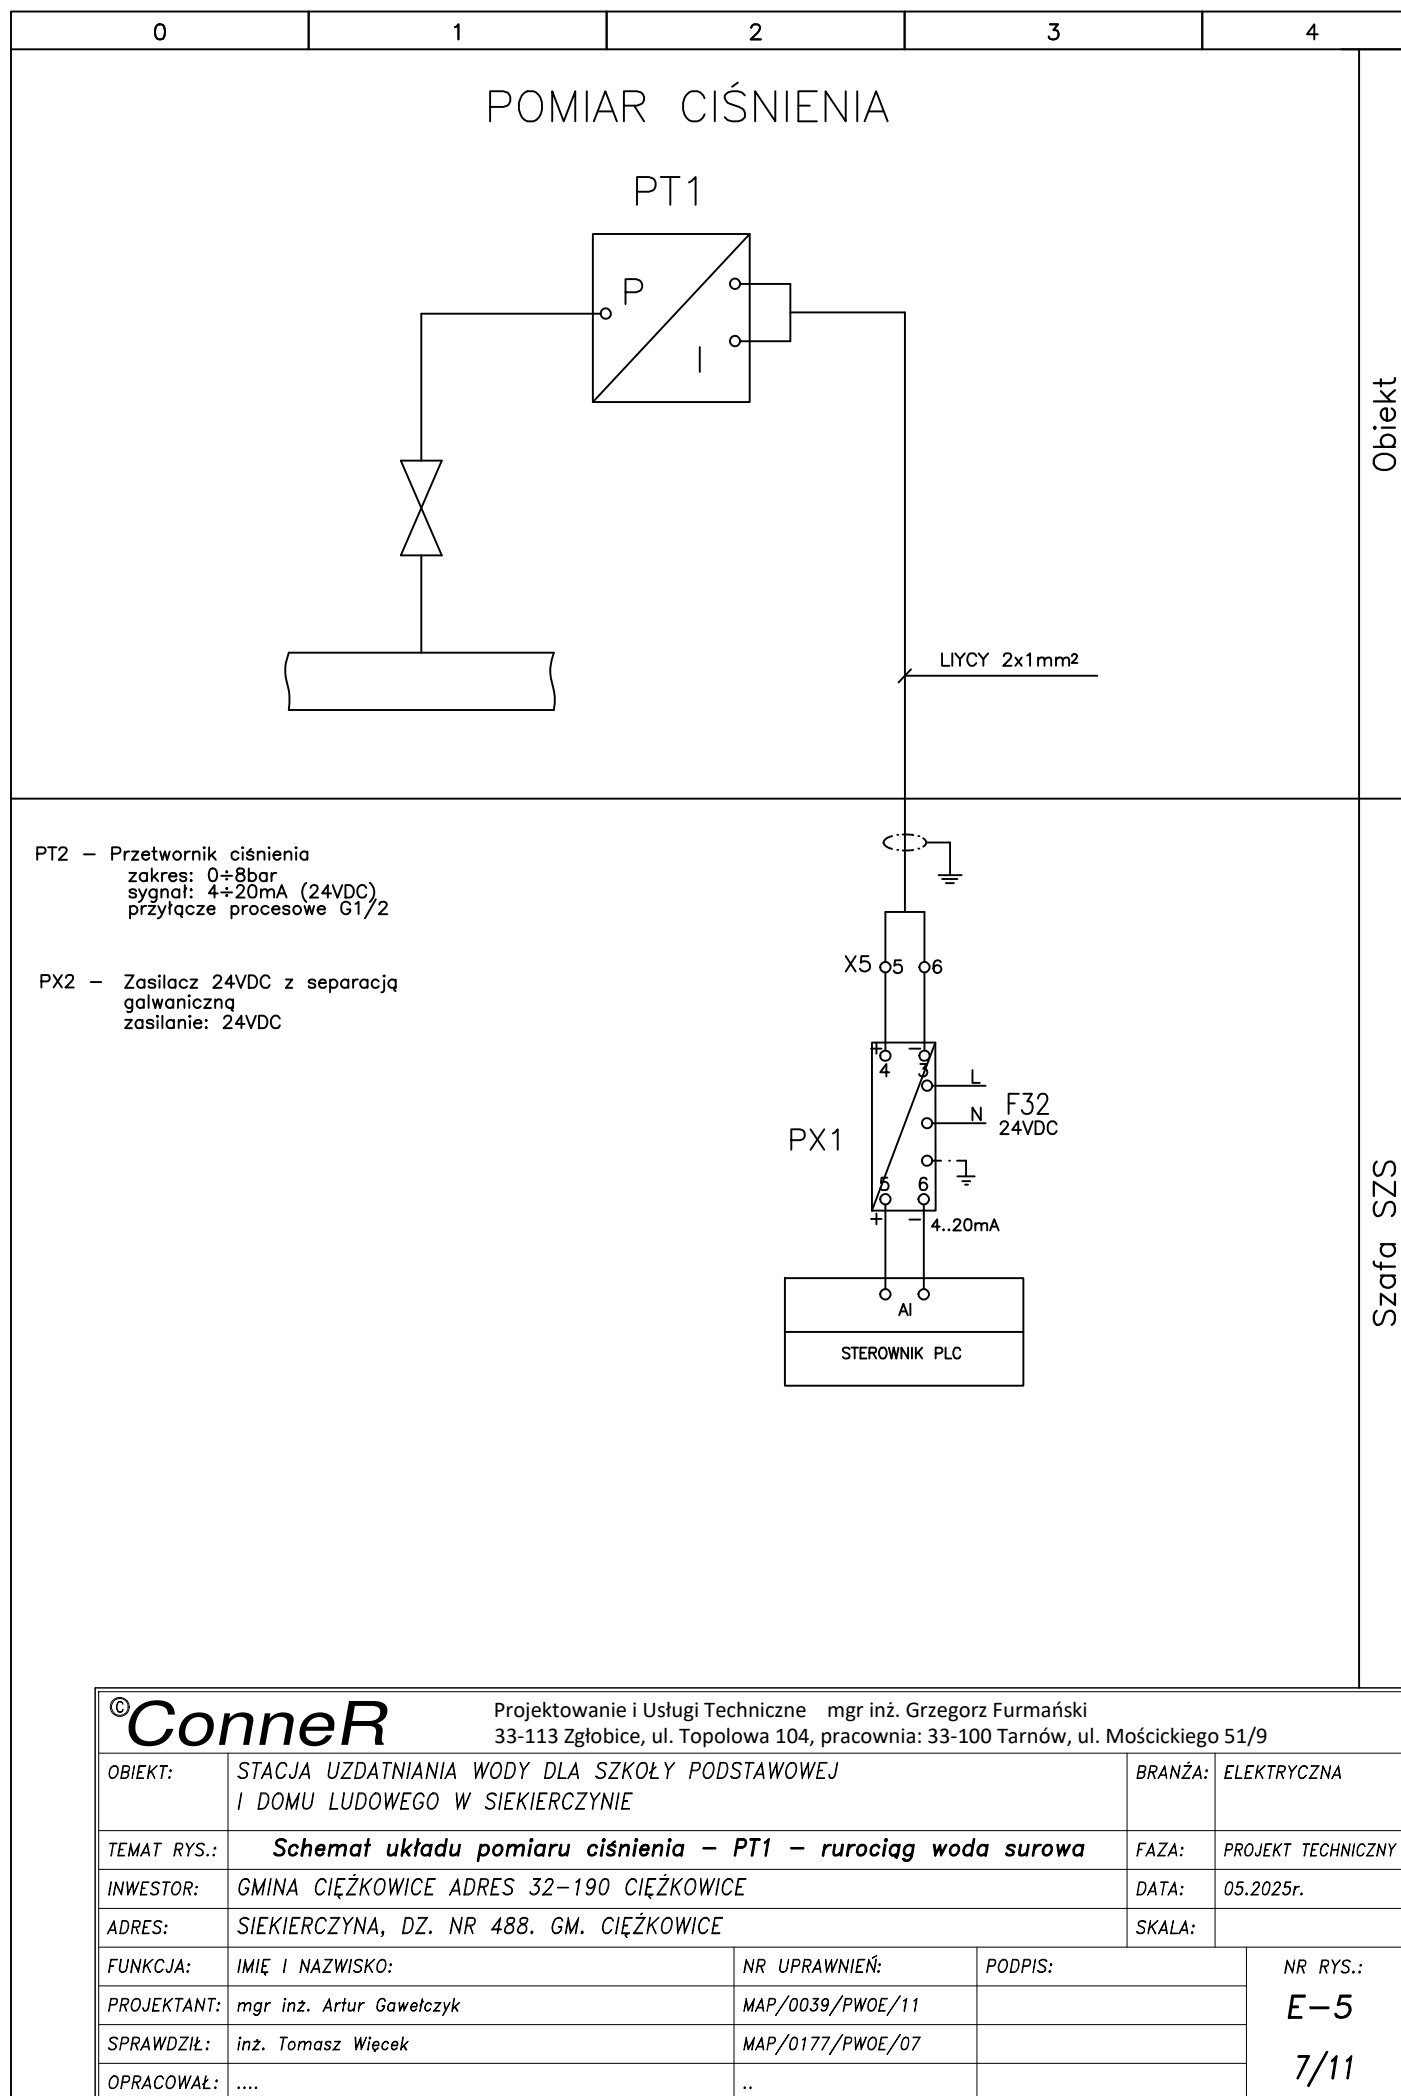 0 1 2 3 4
POMIAR CIŚNIENIA
PT1
P
I
Obiekt
LIYCY 2x1mm²
PT2 – Przetwornik ciśnienia
zakres: 0÷8bar
sygnał: 4÷20mA (24VDC)
przyłącze procesowe G1/2
X5 5 6
PX2 – Zasilacz 24VDC z separacją
galwaniczną
zasilanie: 24VDC
+ –
4 3
L
F32
N 24VDC
PX1
5 6
+ – 4..20mA
Szafa SZS
AI
STEROWNIK PLC
©ConneR
Projektowanie i Usługi Techniczne mgr inż. Grzegorz Furmański
33-113 Zgłobice, ul. Topolowa 104, pracownia: 33-100 Tarnów, ul. Mościckiego 51/9
OBIEKT: STACJA UZDATNIANIA WODY DLA SZKOŁY PODSTAWOWEJ BRANŻA: ELEKTRYCZNA
I DOMU LUDOWEGO W SIEKIERCZYNIE
TEMAT RYS.: Schemat układu pomiaru ciśnienia – PT1 – rurociąg woda surowa FAZA: PROJEKT TECHNICZNY
INWESTOR: GMINA CIĘŻKOWICE ADRES 32–190 CIĘŻKOWICE DATA: 05.2025r.
ADRES: SIEKIERCZYNA, DZ. NR 488. GM. CIĘŻKOWICE SKALA:
FUNKCJA: IMIĘ I NAZWISKO: NR UPRAWNIEŃ: PODPIS: NR RYS.:
PROJEKTANT: mgr inż. Artur Gawełczyk MAP/0039/PWOE/11 E–5
SPRAWDZIŁ: inż. Tomasz Więcek MAP/0177/PWOE/07
7/11
OPRACOWAŁ: .... ..